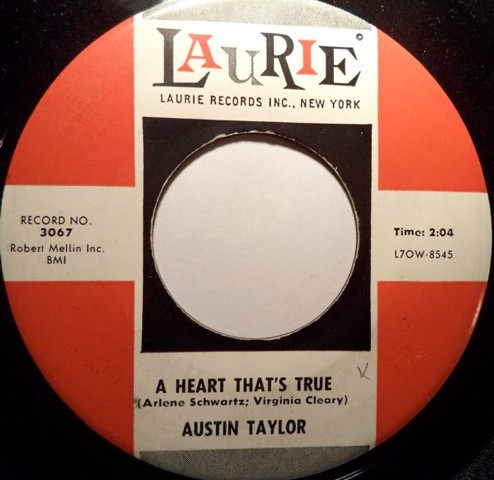 LAURIE ©
LAURIE RECORDS INC., NEW YORK
RECORD NO.
3067
Robert Mellin Inc.
BMI
Time: 2:04
L7OW-8545
A HEART THAT'S TRUE
(Arlene Schwartz; Virginia Cleary)
AUSTIN TAYLOR